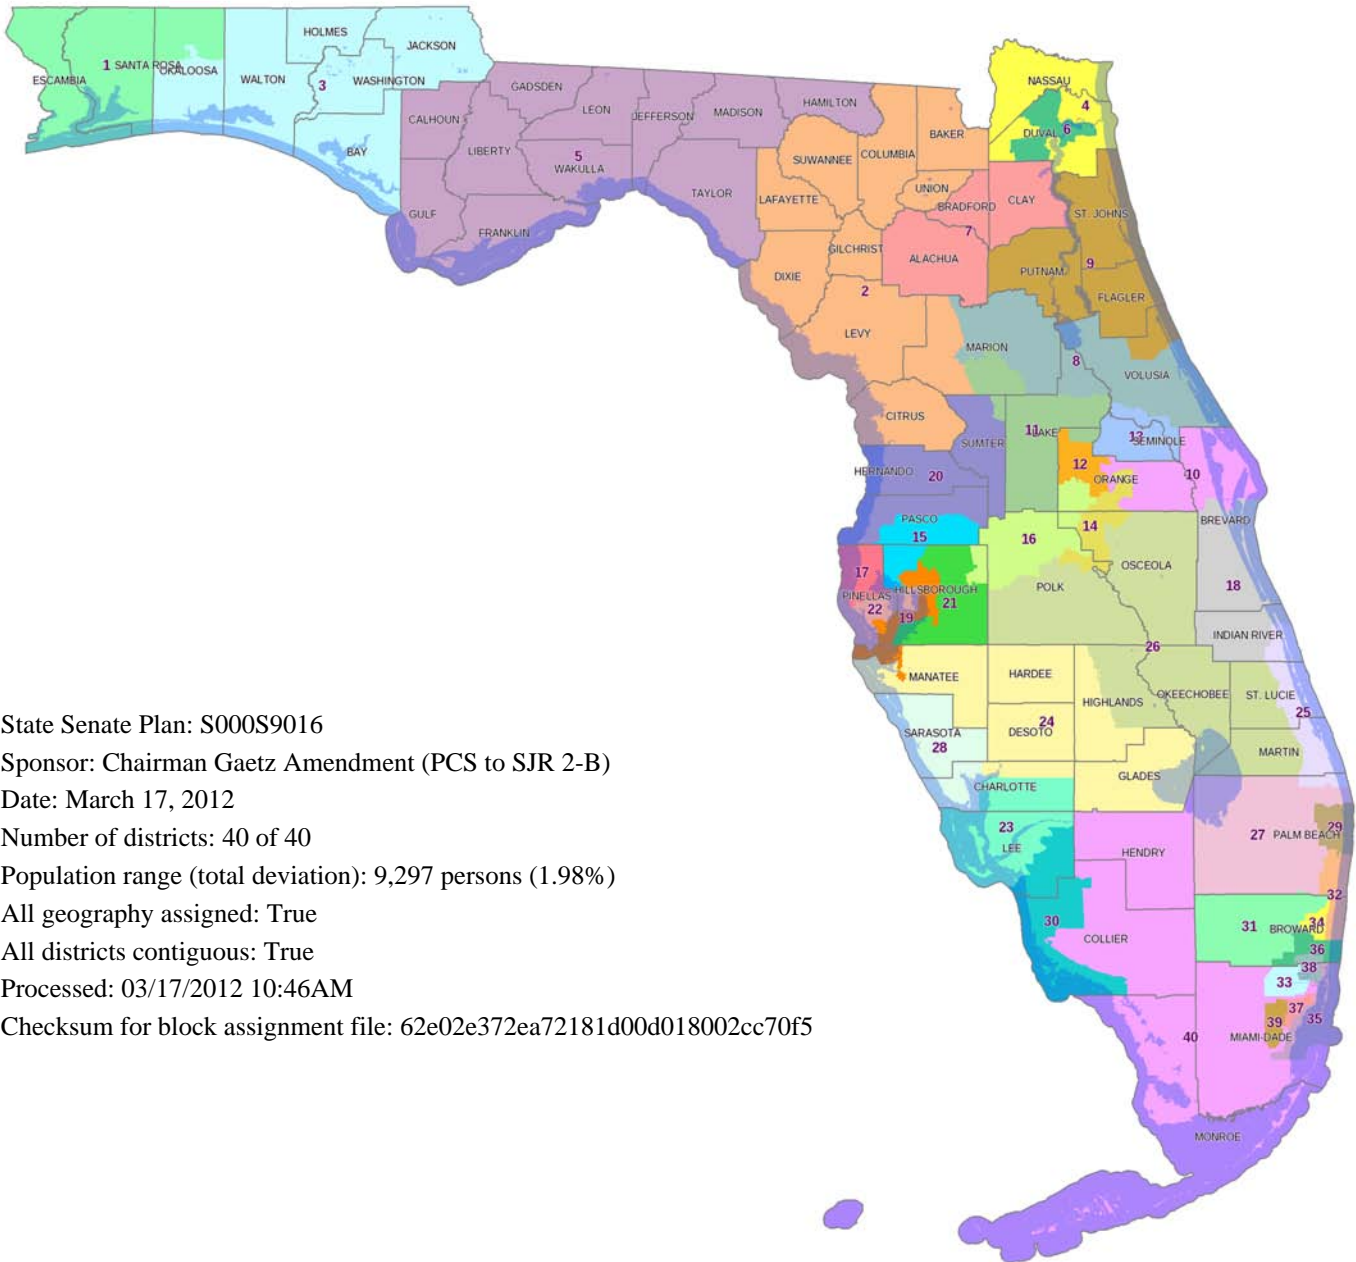 HOLMES
JACKSON
ESCAMBIA
1
SANTA ROSA
OKALOOSA
WALTON
3
WASHINGTON
BAY
GADSDEN
LEON
JEFFERSON
MADISON
HAMILTON
CALHOUN
LIBERTY
5
WAKULLA
TAYLOR
GULF
FRANKLIN
NASSAU
4
DUVAL
6
BAKER
COLUMBIA
SUWANNEE
LAFAYETTE
UNION
BRADFORD
CLAY
ST. JOHNS
7
GILCHRIST
ALACHUA
DIXIE
PUTNAM
9
FLAGLER
2
LEVY
MARION
8
VOLUSIA
CITRUS
SUMTER
11
LAKE
13
SEMINOLE
HERNANDO
20
12
ORANGE
10
PASCO
15
BREVARD
16
14
OSCEOLA
17
PINELLAS
22
HILLSBOROUGH
21
19
POLK
18
INDIAN RIVER
26
MANATEE
HARDEE
HIGHLANDS
OKEECHOBEE
ST. LUCIE
25
SARASOTA
28
24
DESOTO
MARTIN
CHARLOTTE
GLADES
23
LEE
HENDRY
27
PALM BEACH
29
32
30
COLLIER
31
BROWARD
34
36
38
33
37
35
39
MIAMI-DADE
40
MONROE
State Senate Plan: S000S9016
Sponsor: Chairman Gaetz Amendment (PCS to SJR 2-B)
Date: March 17, 2012
Number of districts: 40 of 40
Population range (total deviation): 9,297 persons (1.98%)
All geography assigned: True
All districts contiguous: True
Processed: 03/17/2012 10:46AM
Checksum for block assignment file: 62e02e372ea72181d00d018002cc70f5